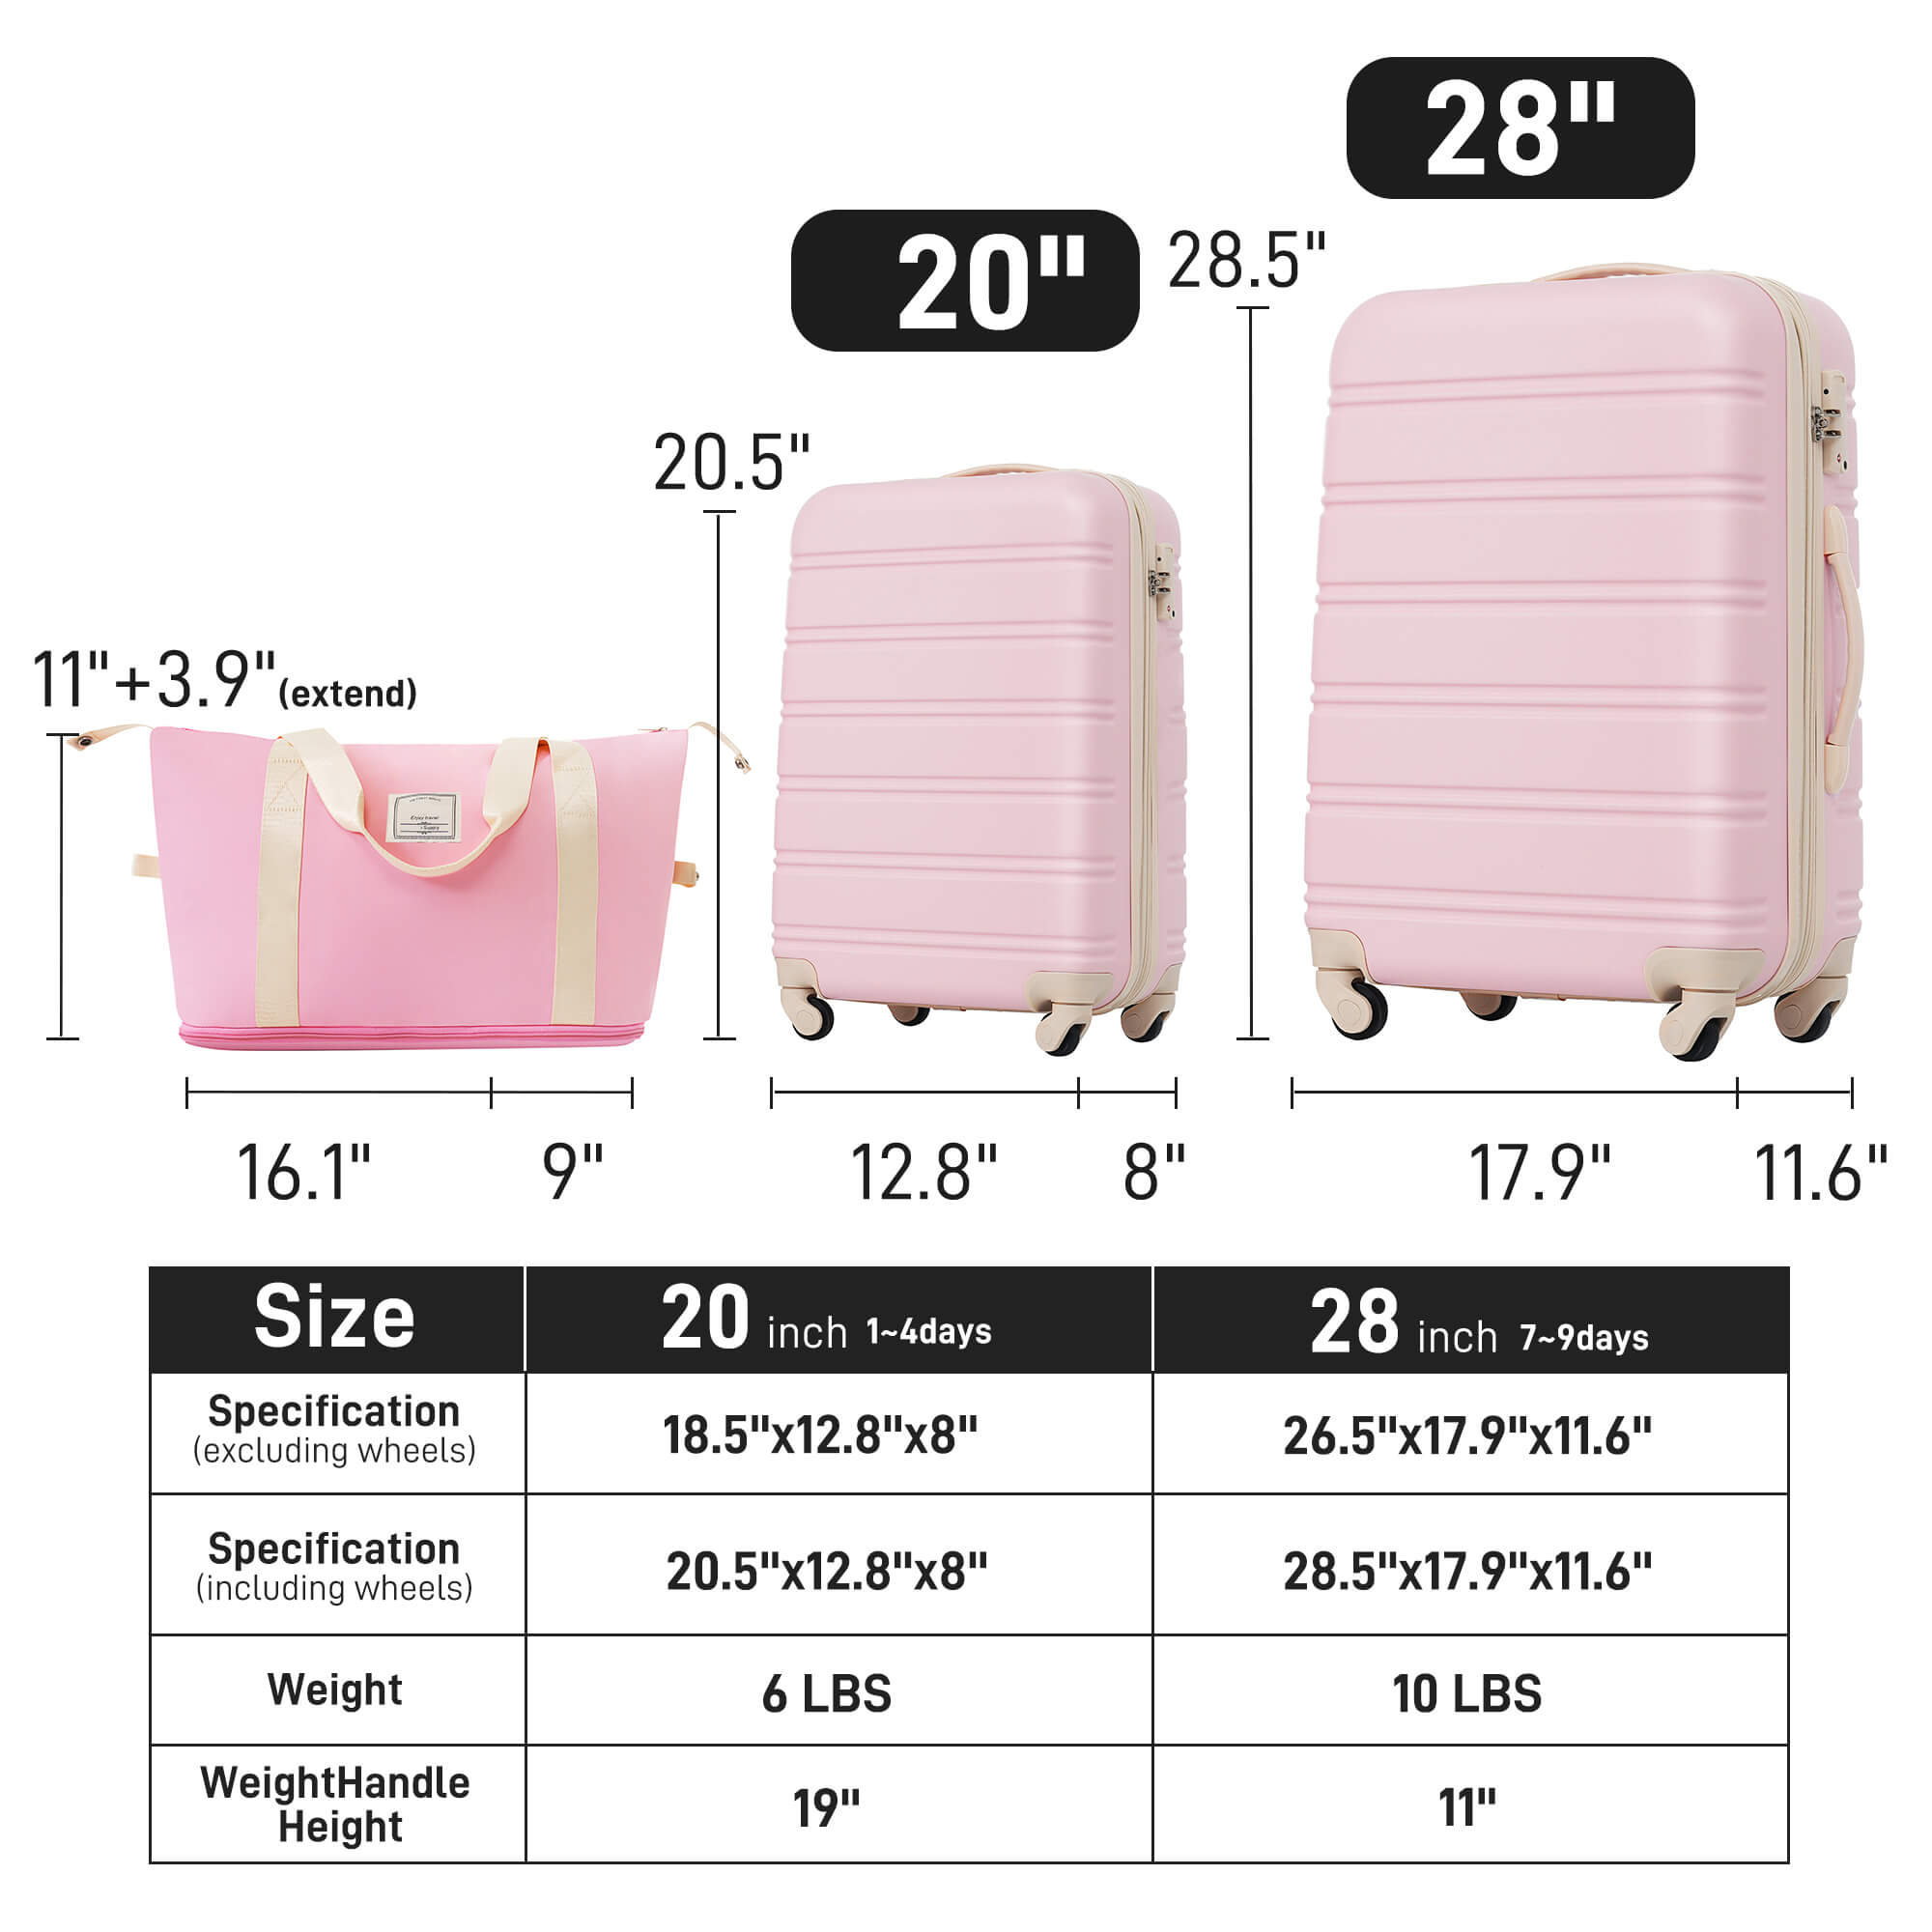 28"
20"
28.5"
20.5"
11"+3.9"(extend)
Enjoy travel
Supply
16.1" 9" 12.8" 8" 17.9" 11.6"
Size 20 inch 1~4days 28 inch 7~9days
Specification
(excluding wheels)
18.5"x12.8"x8" 26.5"x17.9"x11.6"
Specification
(including wheels)
20.5"x12.8"x8" 28.5"x17.9"x11.6"
Weight 6 LBS 10 LBS
WeightHandle
Height
19" 11"